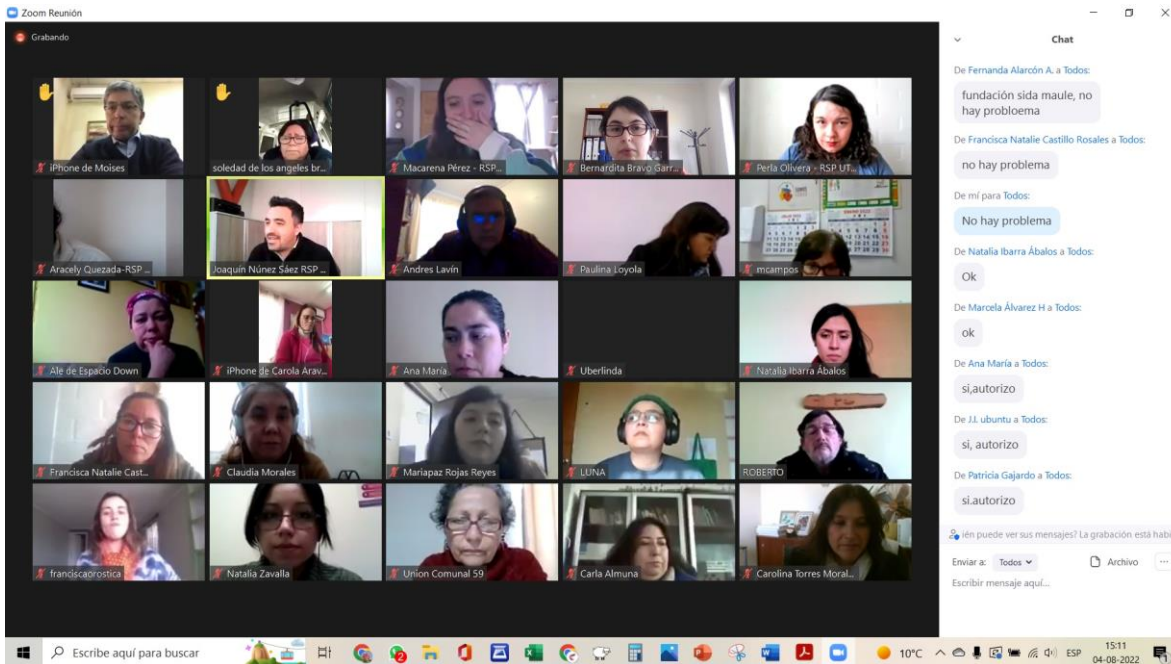 Zoom Reunión
Grabando
iPhone de Moises
soledad de los angeles br...
Macarena Pérez - RSP...
Bernardita Bravo Garr...
Perla Olivera - RSP UT...
Aracely Quezada-RSP ...
Joaquín Núnez Sáez RSP ...
Andres Lavín
Paulina Loyola
mcampos
Ale de Espacio Down
iPhone de Carola Arav...
Ana María
Uberlinda
Natalia Ibarra Ábalos
Francisca Natalie Cast...
Claudia Morales
Mariapaz Rojas Reyes
LUNA
ROBERTO
franciscaorostica
Natalia Zavalla
Union Comunal 59
Carla Almuna
Carolina Torres Moral...
Chat
De Fernanda Alarcón A. a Todos:
fundación sida maule, no
hay probloema
De Francisca Natalie Castillo Rosales a Todos:
no hay problema
De mí para Todos:
No hay problema
De Natalia Ibarra Ábalos a Todos:
Ok
De Marcela Álvarez H a Todos:
ok
De Ana María a Todos:
si,autorizo
De J.I. ubuntu a Todos:
si, autorizo
De Patricia Gajardo a Todos:
si.autorizo
ién puede ver sus mensajes? La grabación está habi
Enviar a: Todos Archivo ...
Escribir mensaje aquí...
Escribe aquí para buscar
10°C ESP 15:11
04-08-2022